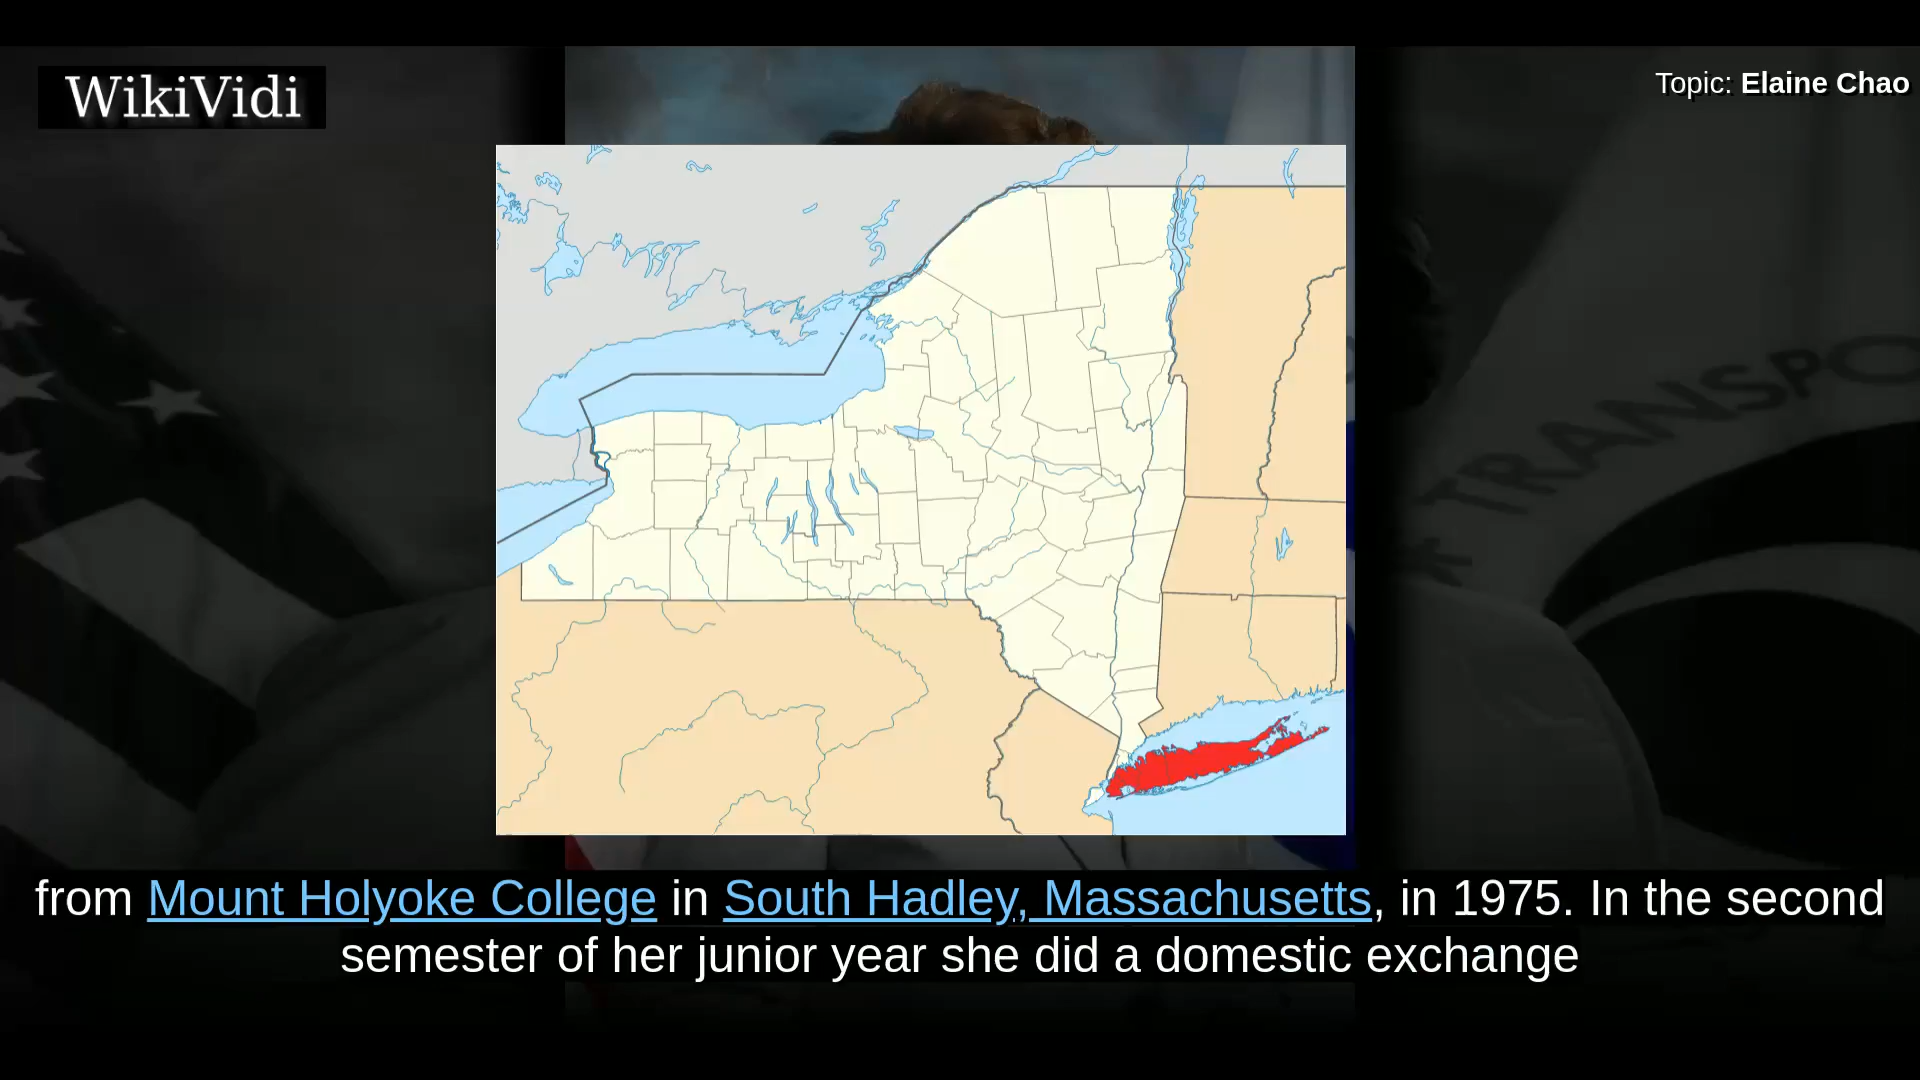 WikiVidi
Topic: Elaine Chao
TRANSPO
from Mount Holyoke College in South Hadley, Massachusetts, in 1975. In the second
semester of her junior year she did a domestic exchange